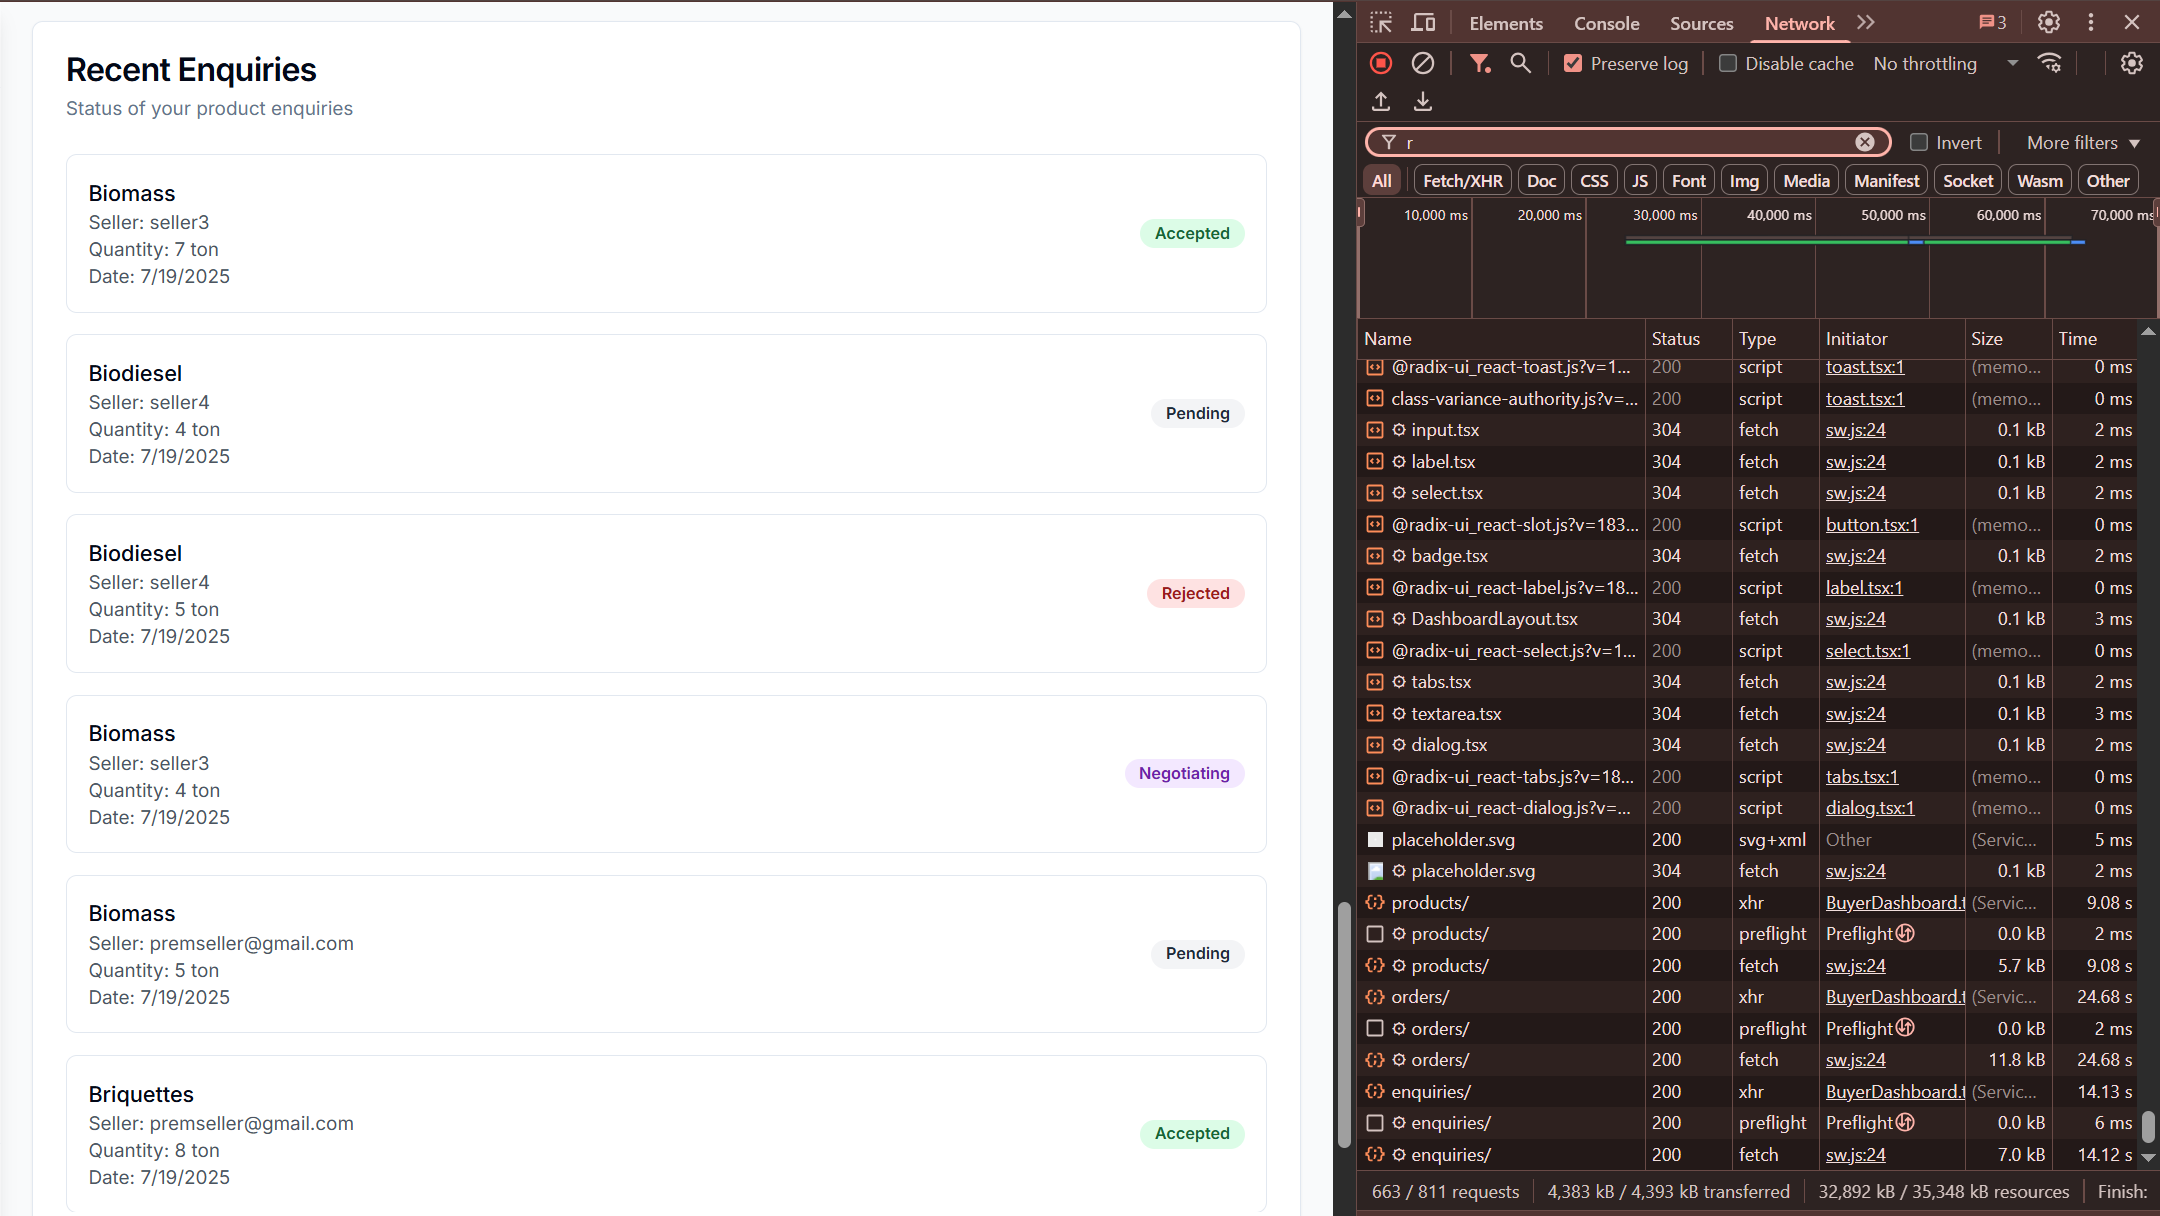 Recent Enquiries
Status of your product enquiries
Biomass
Seller: seller3
Quantity: 7 ton
Date: 7/19/2025
Accepted
Biodiesel
Seller: seller4
Quantity: 4 ton
Date: 7/19/2025
Pending
Biodiesel
Seller: seller4
Quantity: 5 ton
Date: 7/19/2025
Rejected
Biomass
Seller: seller3
Quantity: 4 ton
Date: 7/19/2025
Negotiating
Biomass
Seller: premseller@gmail.com
Quantity: 5 ton
Date: 7/19/2025
Pending
Briquettes
Seller: premseller@gmail.com
Quantity: 8 ton
Date: 7/19/2025
Accepted
Elements Console Sources Network 3
Preserve log Disable cache No throttling
r Invert More filters
All Fetch/XHR Doc CSS JS Font Img Media Manifest Socket Wasm Other
10,000 ms 20,000 ms 30,000 ms 40,000 ms 50,000 ms 60,000 ms 70,000 ms
Name Status Type Initiator Size Time
@radix-ui_react-toast.js?v=1... 200 script toast.tsx:1 (memo... 0 ms
class-variance-authority.js?v=... 200 script toast.tsx:1 (memo... 0 ms
input.tsx 304 fetch sw.js:24 0.1 kB 2 ms
label.tsx 304 fetch sw.js:24 0.1 kB 2 ms
select.tsx 304 fetch sw.js:24 0.1 kB 2 ms
@radix-ui_react-slot.js?v=183... 200 script button.tsx:1 (memo... 0 ms
badge.tsx 304 fetch sw.js:24 0.1 kB 2 ms
@radix-ui_react-label.js?v=18... 200 script label.tsx:1 (memo... 0 ms
DashboardLayout.tsx 304 fetch sw.js:24 0.1 kB 3 ms
@radix-ui_react-select.js?v=1... 200 script select.tsx:1 (memo... 0 ms
tabs.tsx 304 fetch sw.js:24 0.1 kB 2 ms
textarea.tsx 304 fetch sw.js:24 0.1 kB 3 ms
dialog.tsx 304 fetch sw.js:24 0.1 kB 2 ms
@radix-ui_react-tabs.js?v=18... 200 script tabs.tsx:1 (memo... 0 ms
@radix-ui_react-dialog.js?v=... 200 script dialog.tsx:1 (memo... 0 ms
placeholder.svg 200 svg+xml Other (Servic... 5 ms
placeholder.svg 304 fetch sw.js:24 0.1 kB 2 ms
products/ 200 xhr BuyerDashboard.t (Servic... 9.08 s
products/ 200 preflight Preflight 0.0 kB 2 ms
products/ 200 fetch sw.js:24 5.7 kB 9.08 s
orders/ 200 xhr BuyerDashboard.t (Servic... 24.68 s
orders/ 200 preflight Preflight 0.0 kB 2 ms
orders/ 200 fetch sw.js:24 11.8 kB 24.68 s
enquiries/ 200 xhr BuyerDashboard.t (Servic... 14.13 s
enquiries/ 200 preflight Preflight 0.0 kB 6 ms
enquiries/ 200 fetch sw.js:24 7.0 kB 14.12 s
663 / 811 requests 4,383 kB / 4,393 kB transferred 32,892 kB / 35,348 kB resources Finish: